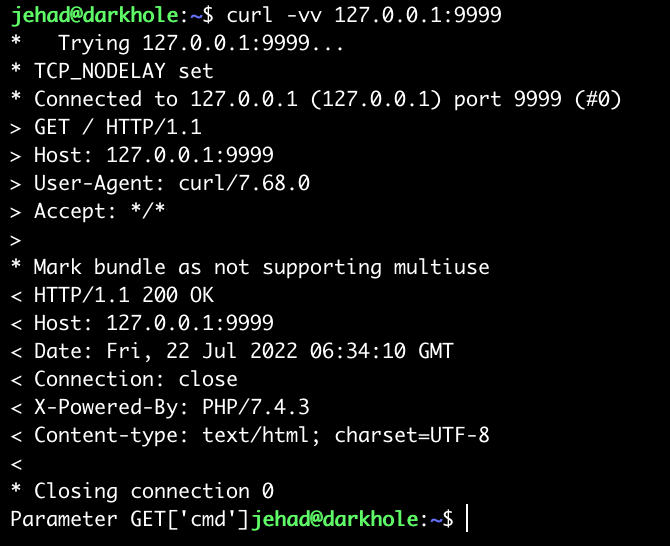 jehad@darkhole:~$ curl -vv 127.0.0.1:9999
*   Trying 127.0.0.1:9999...
* TCP_NODELAY set
* Connected to 127.0.0.1 (127.0.0.1) port 9999 (#0)
> GET / HTTP/1.1
> Host: 127.0.0.1:9999
> User-Agent: curl/7.68.0
> Accept: */*
>
* Mark bundle as not supporting multiuse
< HTTP/1.1 200 OK
< Host: 127.0.0.1:9999
< Date: Fri, 22 Jul 2022 06:34:10 GMT
< Connection: close
< X-Powered-By: PHP/7.4.3
< Content-type: text/html; charset=UTF-8
<
* Closing connection 0
Parameter GET['cmd']jehad@darkhole:~$